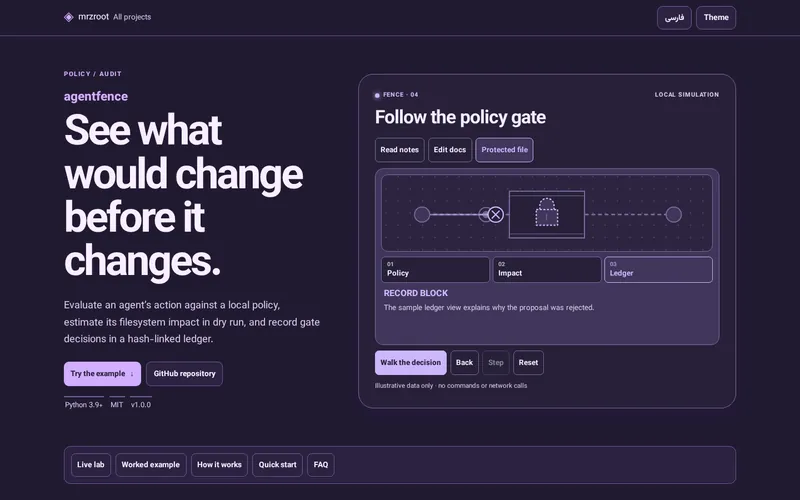 mrzroot All projects
فارسی
Theme
POLICY / AUDIT
agentfence
See what
would change
before it
changes.
Evaluate an agent's action against a local policy,
estimate its filesystem impact in dry run, and record gate
decisions in a hash-linked ledger.
Try the example ↓
GitHub repository
Python 3.9+ MIT v1.0.0
FENCE · 04
LOCAL SIMULATION
Follow the policy gate
Read notes
Edit docs
Protected file
01
Policy
02
Impact
03
Ledger
RECORD BLOCK
The sample ledger view explains why the proposal was rejected.
Walk the decision
Back
Step
Reset
Illustrative data only · no commands or network calls
Live lab
Worked example
How it works
Quick start
FAQ